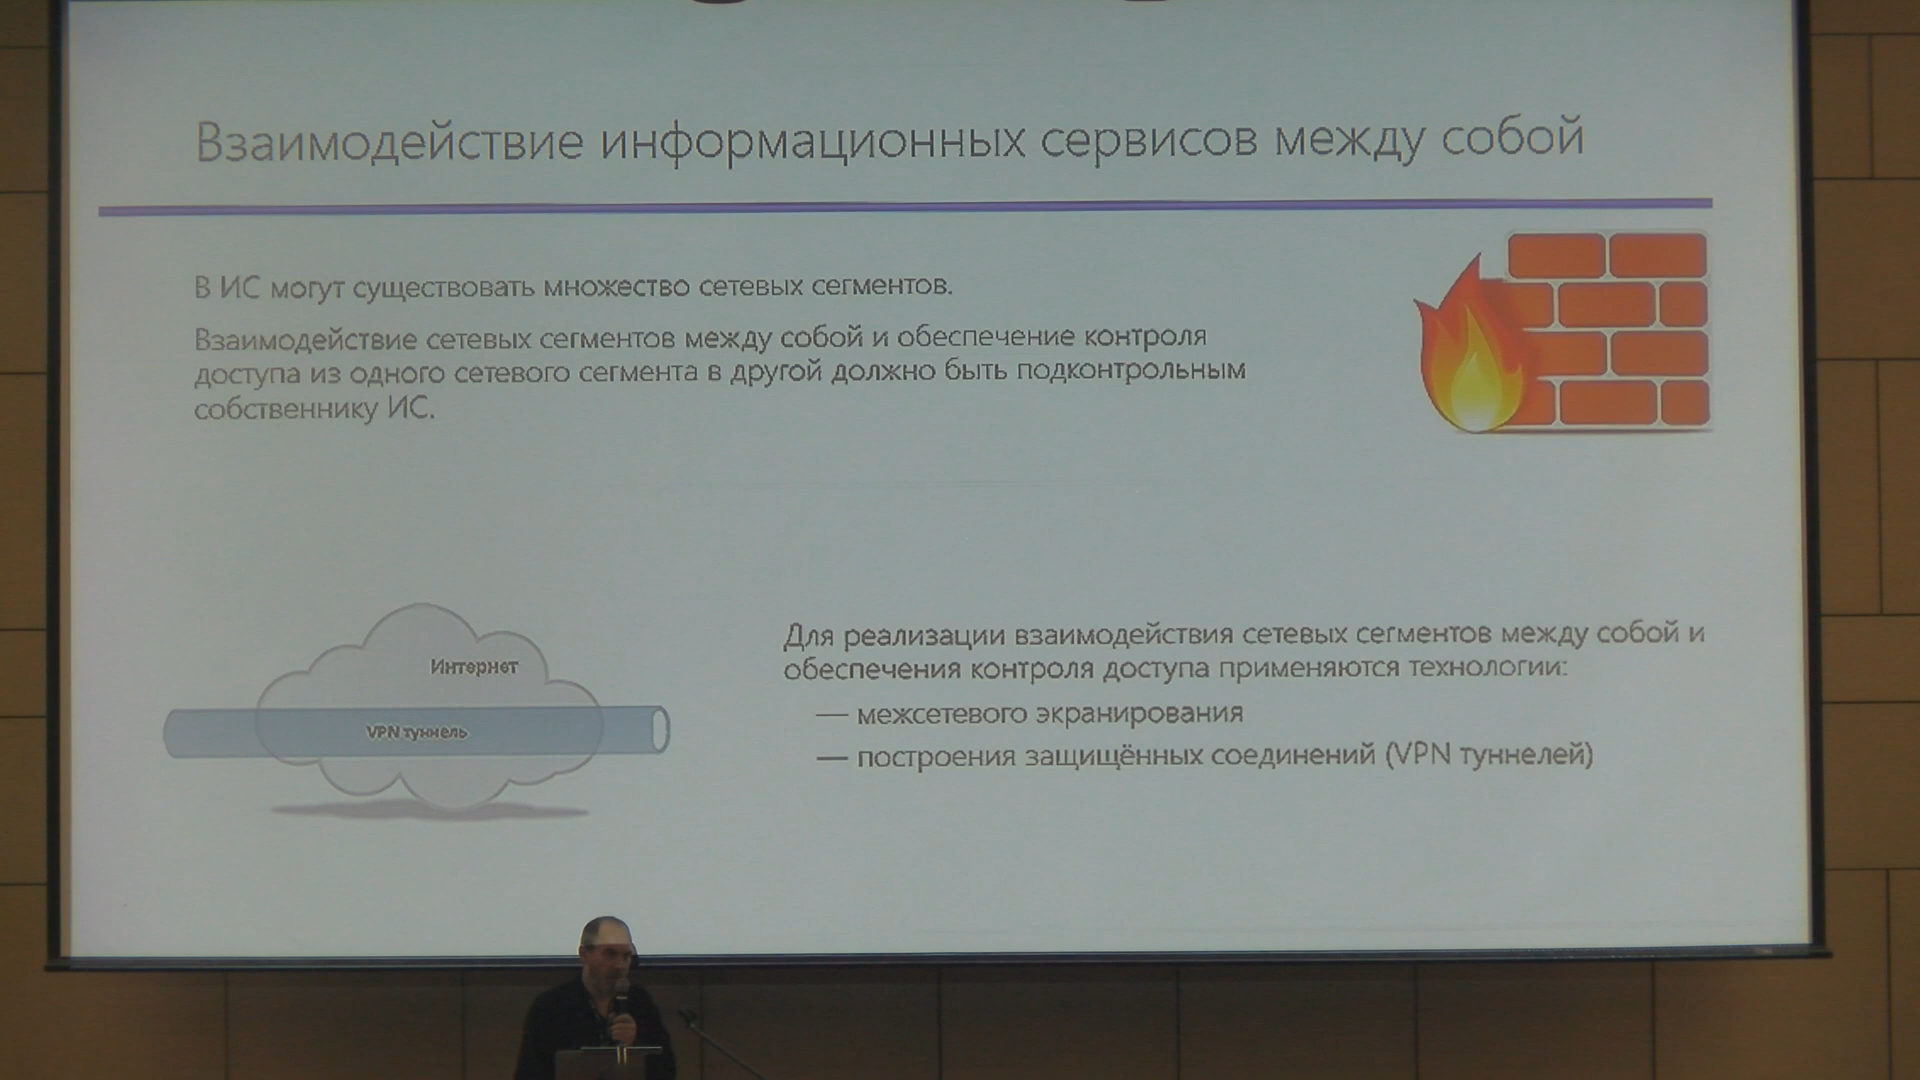 Взаимодействие информационных сервисов между собой
В ИС могут существовать множество сетевых сегментов.
Взаимодействие сетевых сегментов между собой и обеспечение контроля
доступа из одного сетевого сегмента в другой должно быть подконтрольным
собственнику ИС.
Интернет
VPN туннель
Для реализации взаимодействия сетевых сегментов между собой и
обеспечения контроля доступа применяются технологии:
— межсетевого экранирования
— построения защищённых соединений (VPN туннелей)